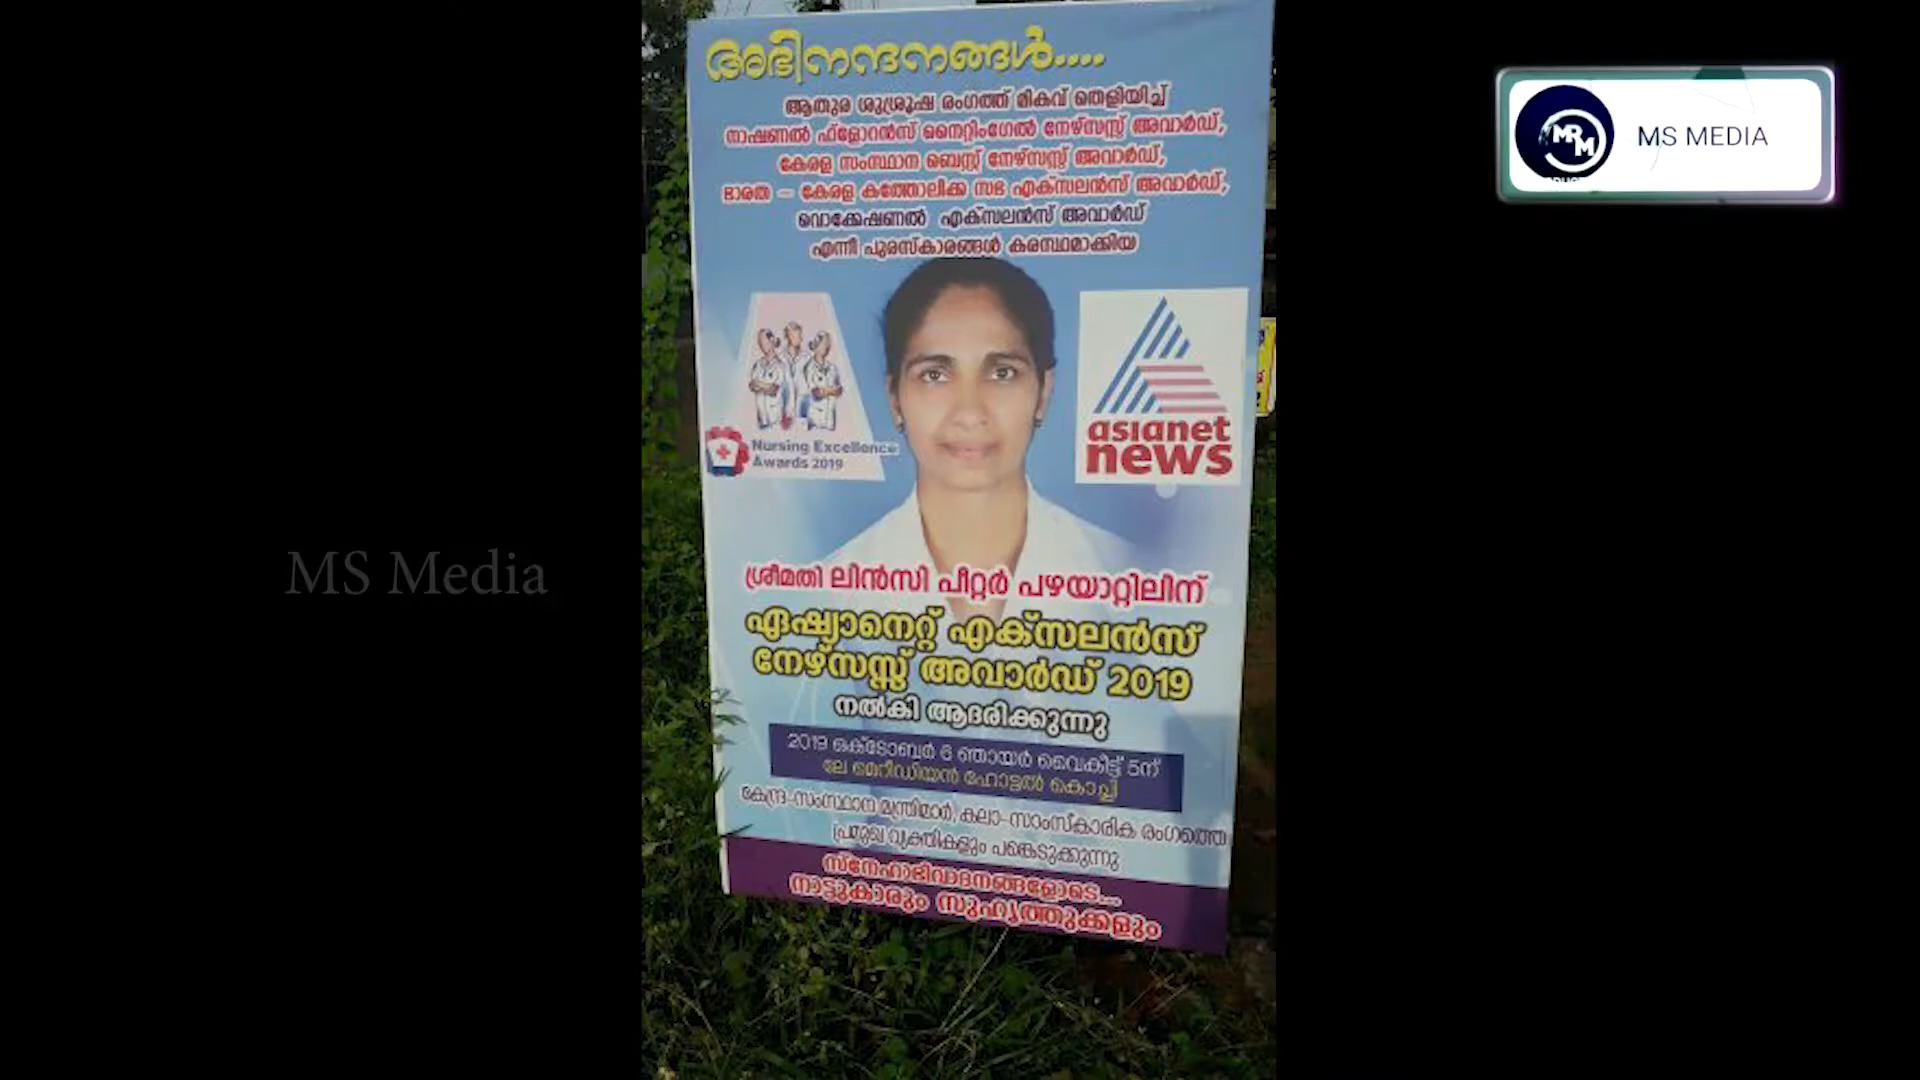 അഭിനന്ദനങ്ങൾ....
ആതുര ശുശ്രൂഷ രംഗത്ത് മികവ് തെളിയിച്ച്
നാഷണൽ ഫ്ളോറൻസ് നൈറ്റിംഗേൽ നേഴ്സസ്സ് അവാർഡ്,
കേരള സംസ്ഥാന ബെസ്റ്റ് നേഴ്സസ്സ് അവാർഡ്,
ഭാരത – കേരള കത്തോലിക്ക സഭ എക്സലൻസ് അവാർഡ്,
വൊക്കേഷണൽ എക്സലൻസ് അവാർഡ്
എന്നീ പുരസ്കാരങ്ങൾ കരസ്ഥമാക്കിയ
Nursing Excellence
Awards 2019
asianet
news
ശ്രീമതി ലിൻസി പീറ്റർ പഴയാറ്റിലിന്
ഏഷ്യാനെറ്റ് എക്സലൻസ്
നേഴ്സസ്സ് അവാർഡ് 2019
നൽകി ആദരിക്കുന്നു
2019 ഒക്ടോബർ 6 ഞായർ വൈകീട്ട് 5ന്
ലേ മെറീഡിയൻ ഹോട്ടൽ കൊച്ചി
കേന്ദ്ര-സംസ്ഥാന മന്ത്രിമാർ, കലാ-സാംസ്കാരിക രംഗത്തെ
പ്രമുഖ വ്യക്തികളും പങ്കെടുക്കുന്നു
സ്നേഹാഭിവാദനങ്ങളോടെ...
നാട്ടുകാരും സുഹൃത്തുക്കളും
MS Media
MRM
MS MEDIA